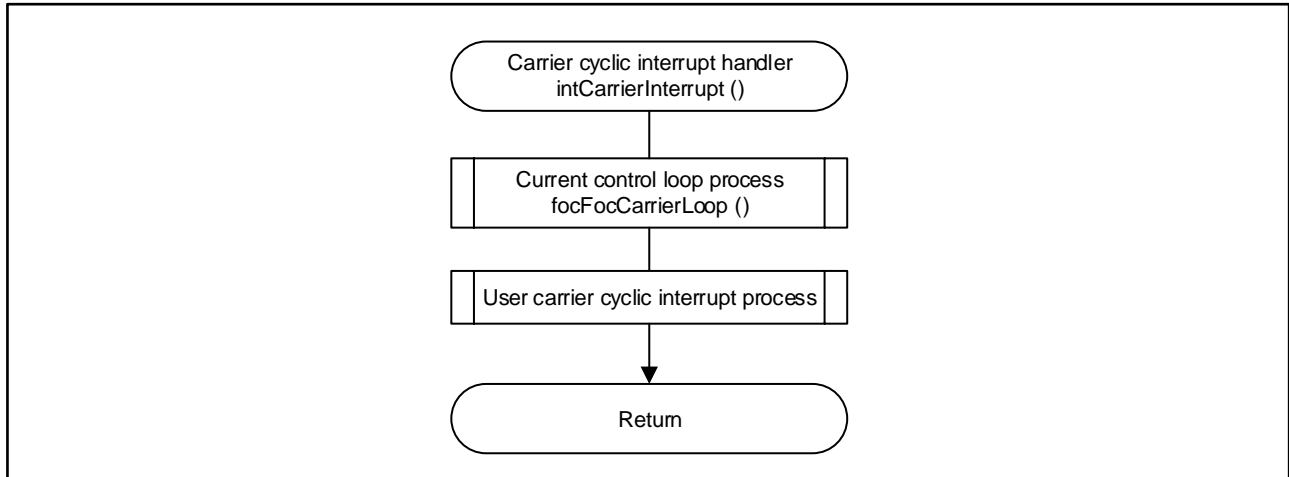 Carrier cyclic interrupt handler
intCarrierInterrupt ()
Current control loop process
focFocCarrierLoop ()
User carrier cyclic interrupt process
Return